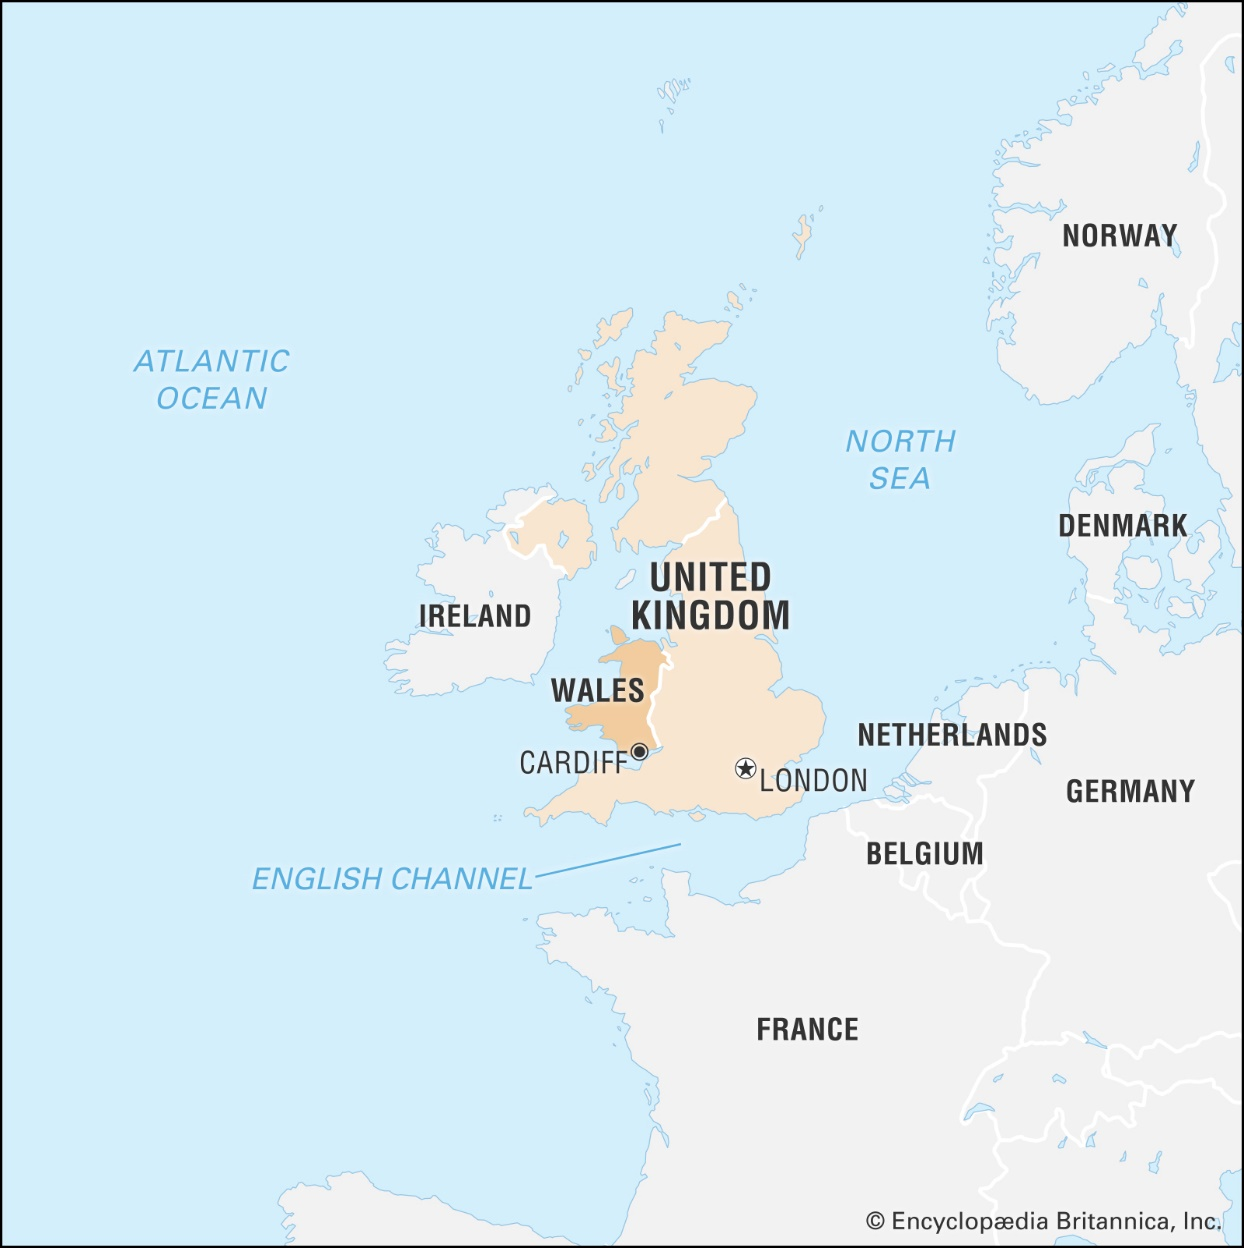 NORWAY
ATLANTIC
OCEAN
NORTH
SEA
DENMARK
UNITED
KINGDOM
IRELAND
WALES
NETHERLANDS
CARDIFF
LONDON
GERMANY
BELGIUM
ENGLISH CHANNEL
FRANCE
© Encyclopædia Britannica, Inc.